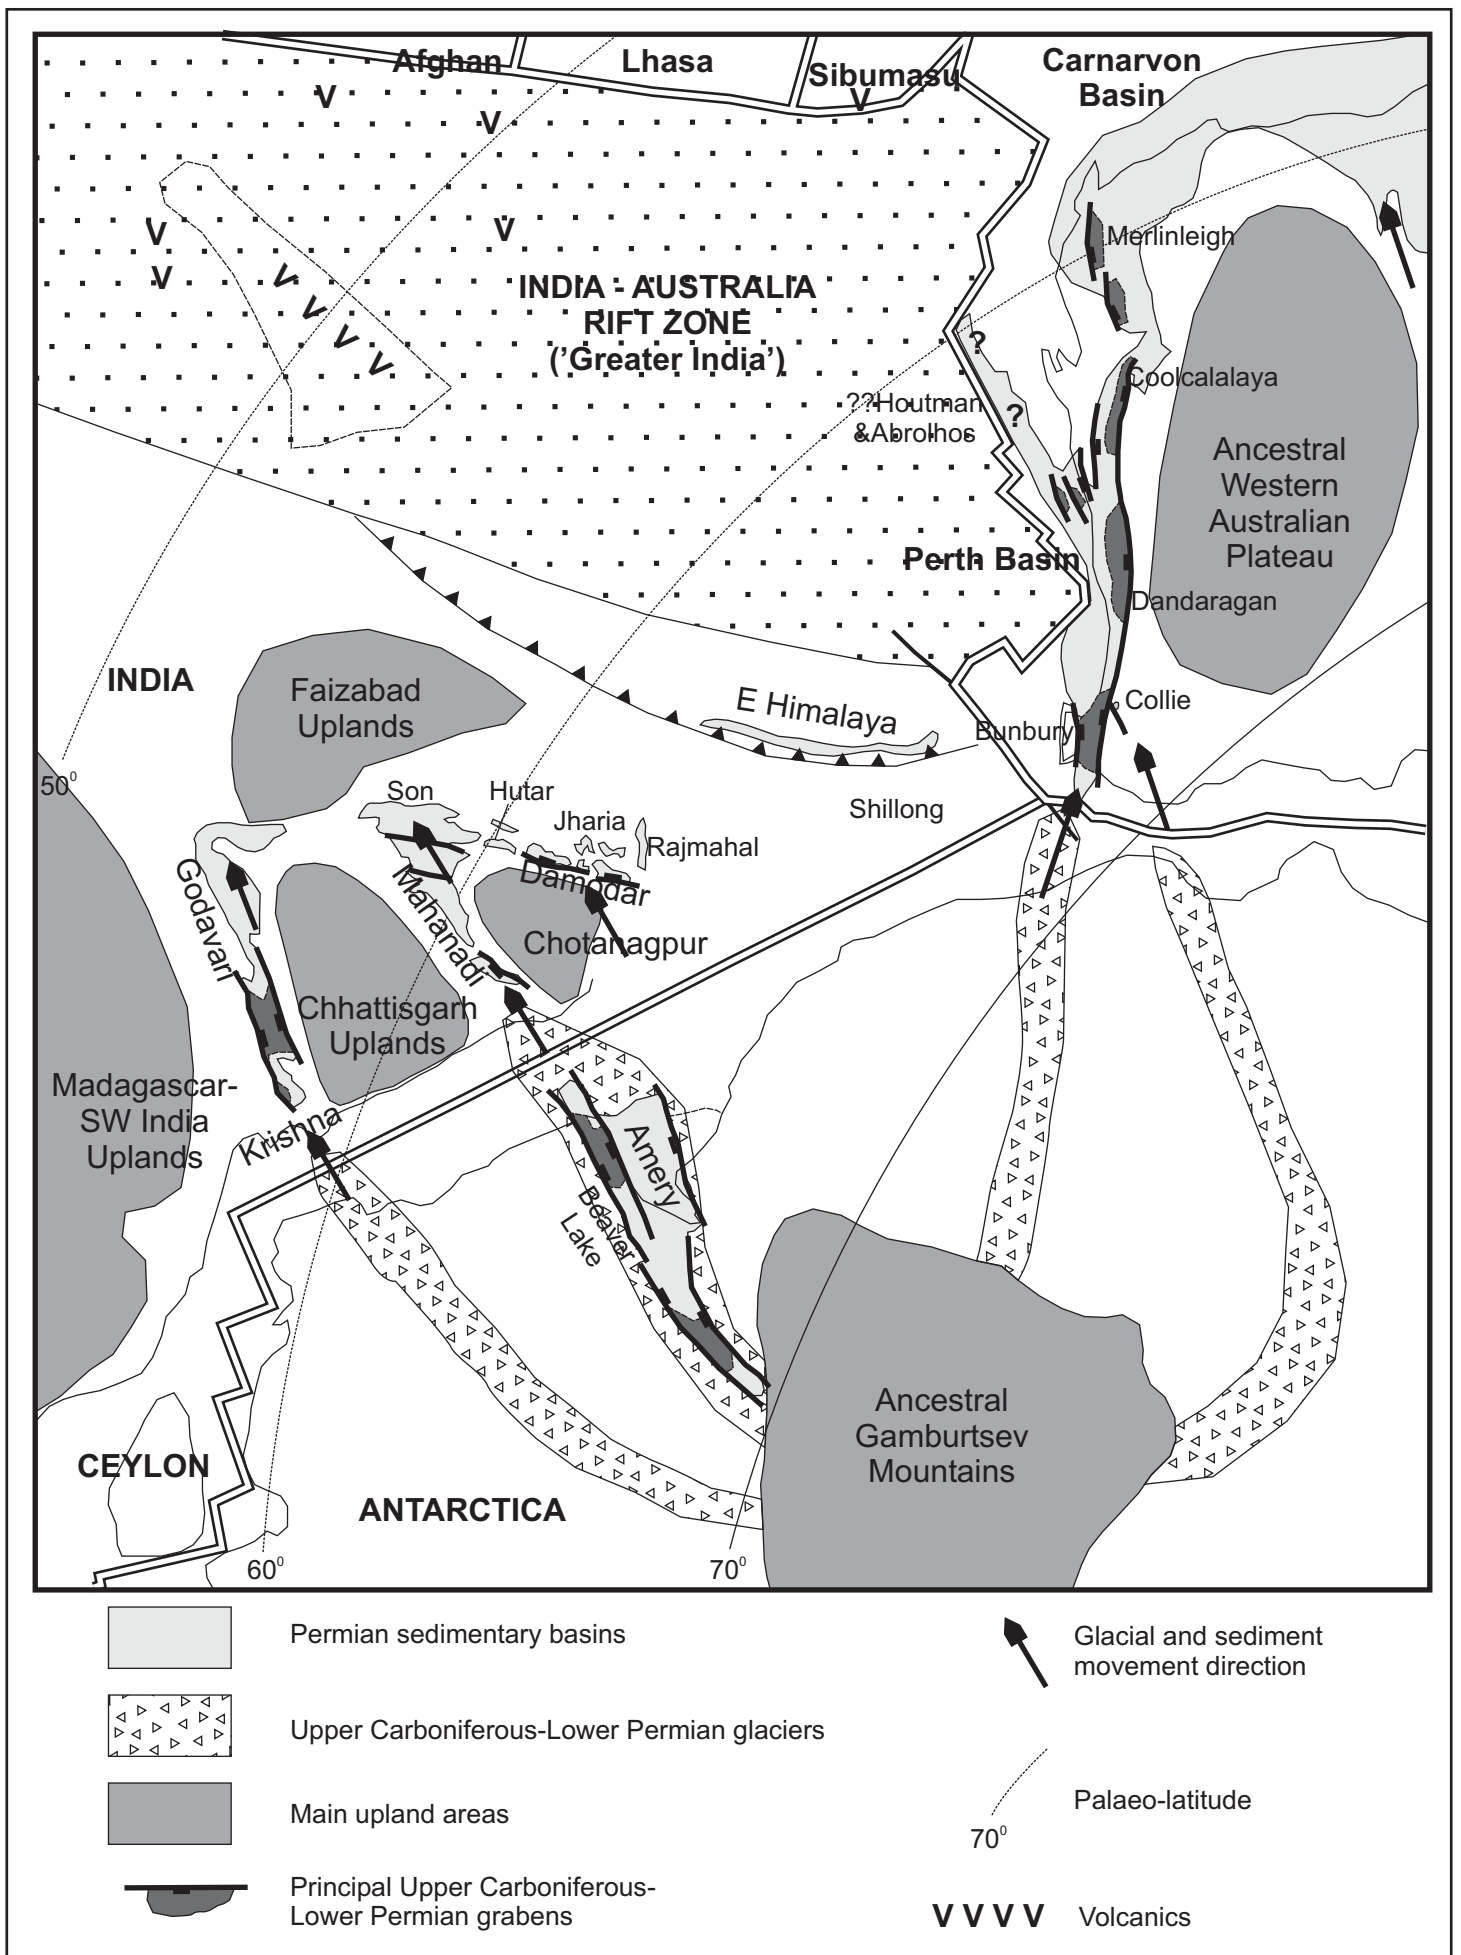 Afghan
Lhasa
Sibumasu
Carnarvon
Basin
V
V
V
V
V
V
V
V
V
V
Merlinleigh
INDIA - AUSTRALIA
RIFT ZONE
('Greater India')
?
??Houtman
&Abrolhos
?
Coolcalalaya
Ancestral
Western
Australian
Plateau
Perth Basin
Dandaragan
INDIA
Faizabad
Uplands
E Himalaya
Collie
Bunbury
50⁰
Son
Hutar
Jharia
Rajmahal
Shillong
Godavari
Mahanadi
Damodar
Chotanagpur
Chhattisgarh
Uplands
Madagascar-
SW India
Uplands
Krishna
Amery
Beaver
Lake
Ancestral
Gamburtsev
Mountains
CEYLON
ANTARCTICA
60⁰
70⁰
Permian sedimentary basins
Glacial and sediment
movement direction
Upper Carboniferous-Lower Permian glaciers
Main upland areas
Palaeo-latitude
70⁰
Principal Upper Carboniferous-
Lower Permian grabens
V V V V Volcanics